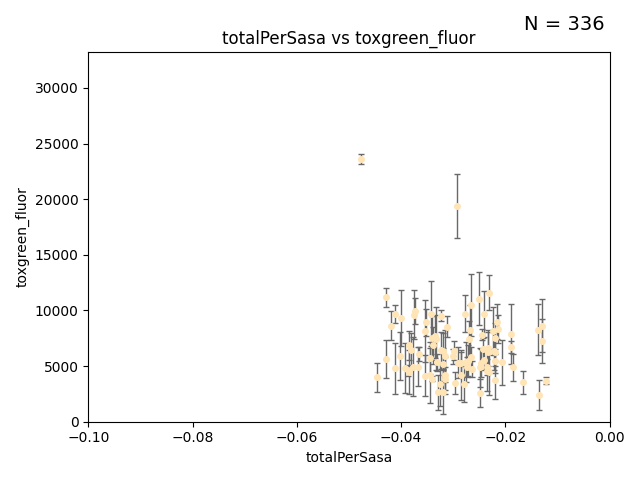 N = 336
totalPerSasa vs toxgreen_fluor
30000
25000
20000
15000
10000
5000
0
toxgreen_fluor
−0.10 −0.08 −0.06 −0.04 −0.02 0.00
totalPerSasa